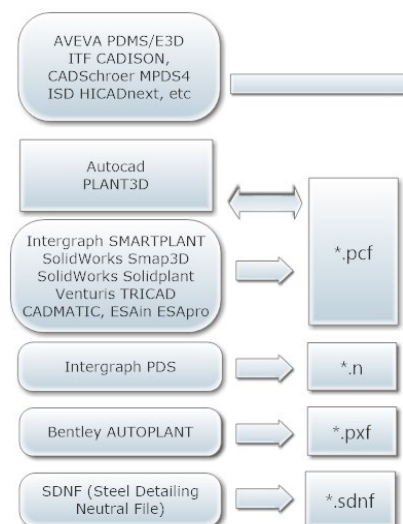 AVEVA PDMS/E3D
ITF CADISON,
CADSchroer MPDS4
ISD HICADnext, etc
Autocad
PLANT3D
Intergraph SMARTPLANT
SolidWorks Smap3D
SolidWorks Solidplant
Venturis TRICAD
CADMATIC, ESAin ESApro
*.pcf
Intergraph PDS
*.n
Bentley AUTOPLANT
*.pxf
SDNF (Steel Detailing
Neutral File)
*.sdnf